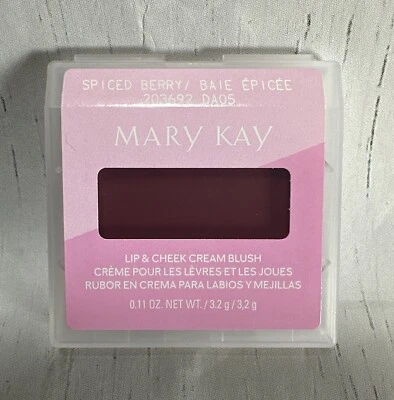 SPICED BERRY/ BAIE ÉPICÉE
203692 DA05
MARY KAY
LIP & CHEEK CREAM BLUSH
CRÈME POUR LES LÈVRES ET LES JOUES
RUBOR EN CREMA PARA LABIOS Y MEJILLAS
0.11 OZ. NET WT. / 3.2 g / 3,2 g